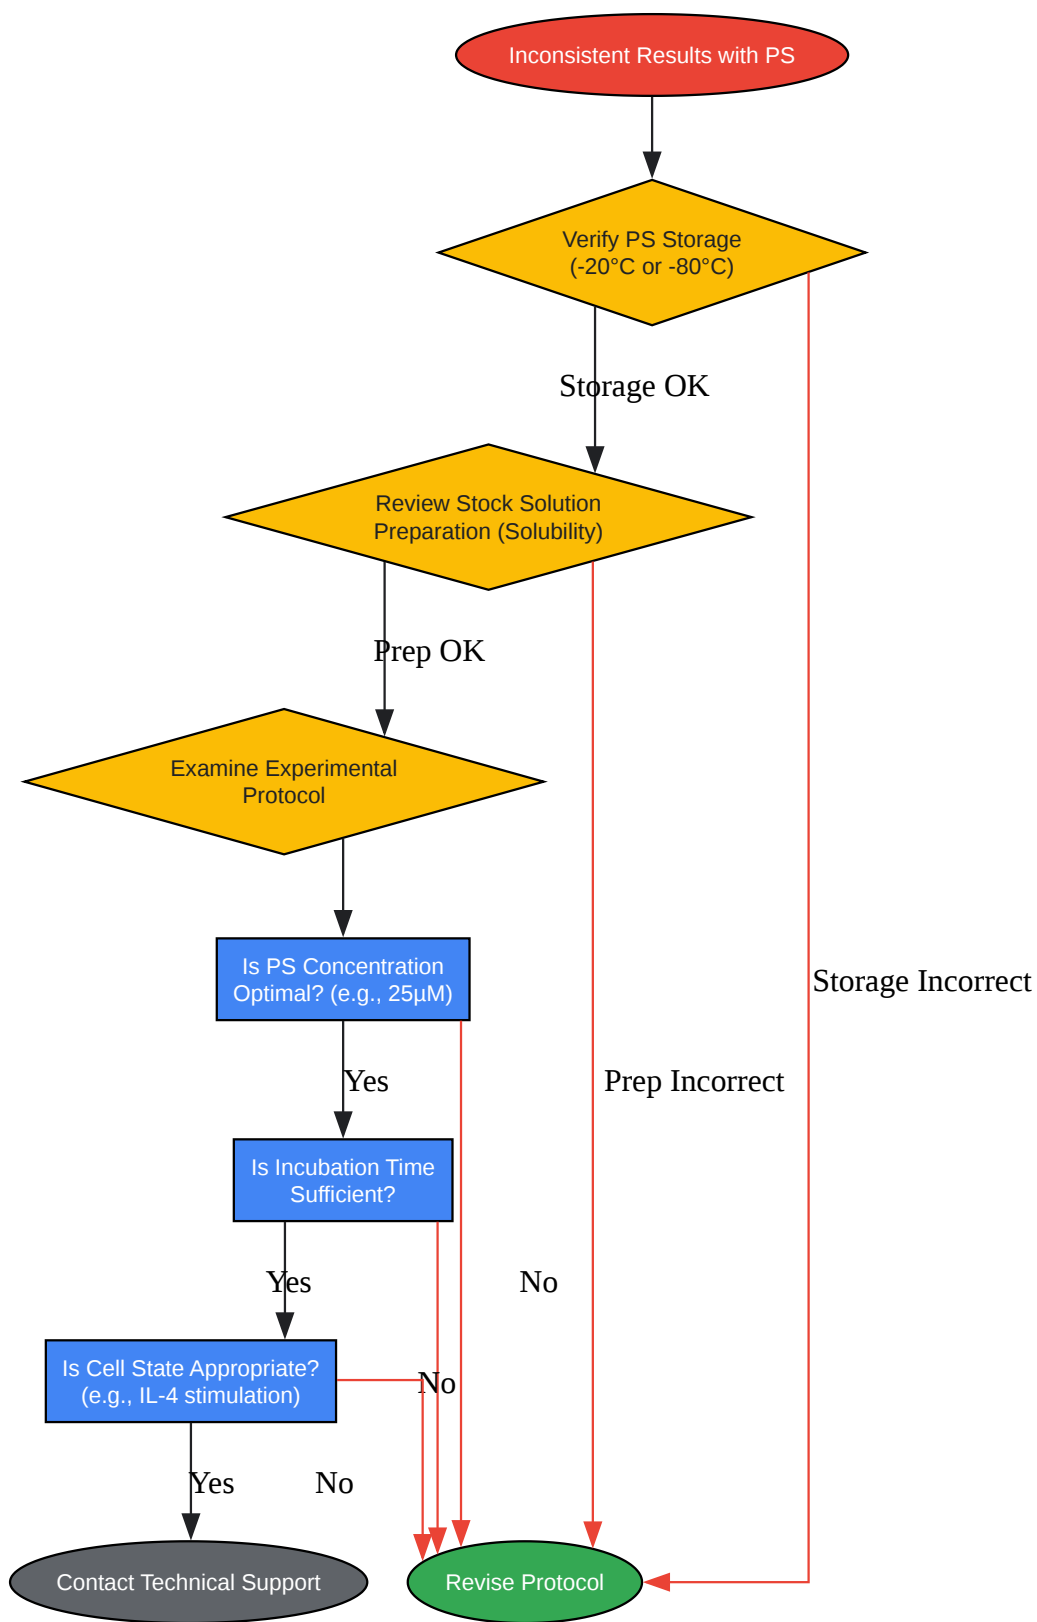 Inconsistent Results with PS
Verify PS Storage
(-20°C or -80°C)
Storage OK
Review Stock Solution
Preparation (Solubility)
Prep OK
Examine Experimental
Protocol
Is PS Concentration
Optimal? (e.g., 25µM)
Storage Incorrect
Yes
Prep Incorrect
Is Incubation Time
Sufficient?
Yes
No
Is Cell State Appropriate?
(e.g., IL-4 stimulation)
No
Yes
No
Contact Technical Support
Revise Protocol